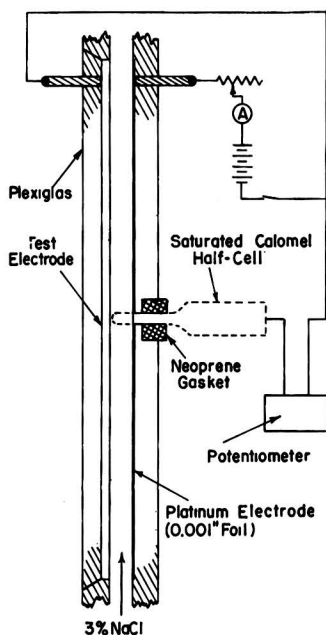 A
Plexiglas
Test
Electrode
Saturated Calomel
Half-Cell
Neoprene
Gasket
Potentiometer
Platinum Electrode
(0.001" Foil)
3% NaCl